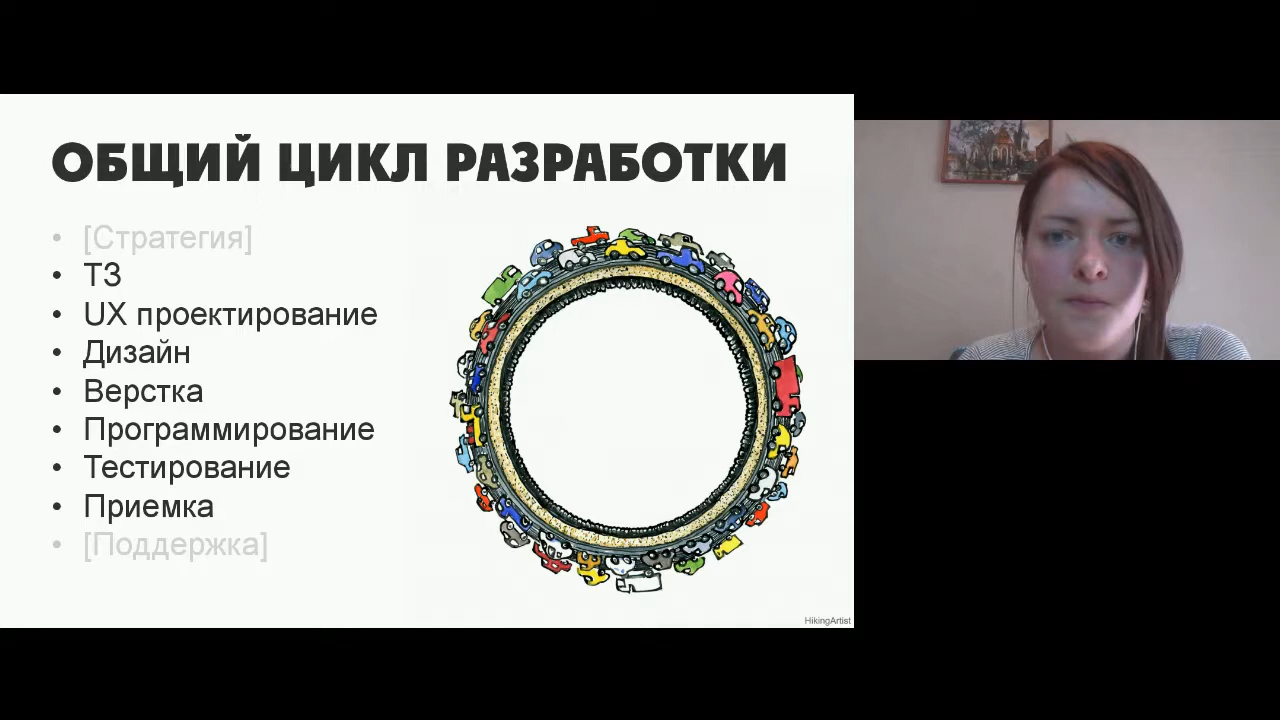 ОБЩИЙ ЦИКЛ РАЗРАБОТКИ
• [Стратегия]
• ТЗ
• UX проектирование
• Дизайн
• Верстка
• Программирование
• Тестирование
• Приемка
• [Поддержка]
HikingArtist